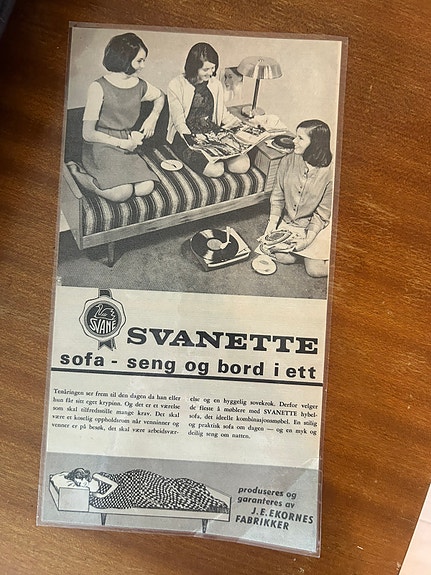 SVANE
SVANETTE
sofa - seng og bord i ett
Tenåringen ser frem til den dagen da han eller
hun får sitt eget krypinn. Og det er et værelse
som skal tilfredsstille mange krav. Det skal
være et koselig oppholdsrom når venninner og
venner er på besøk, det skal være arbeidsvær-
else og en hyggelig sovekrok. Derfor velger
de fleste å møblere med SVANETTE hybel-
sofa, det ideelle kombinasjonsmøbel. En stilig
og praktisk sofa om dagen — og en myk og
deilig seng om natten.
produseres og
garanteres av
J. E. EKORNES
FABRIKKER